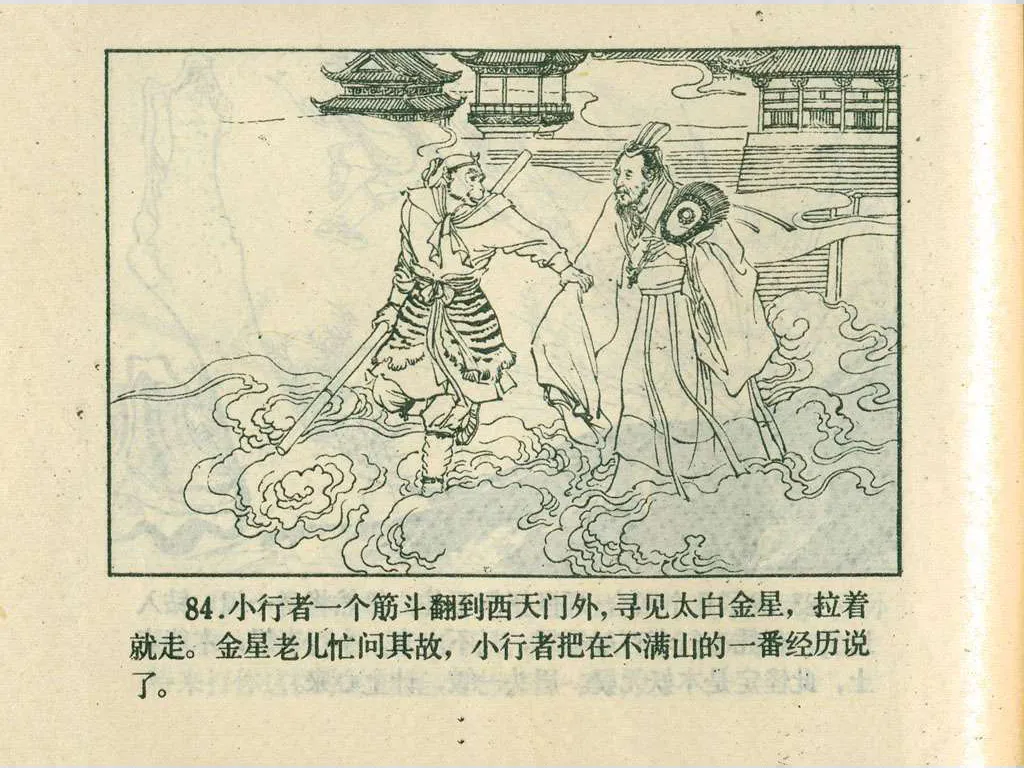 84.小行者一个筋斗翻到西天门外，寻见太白金星，拉着
就走。金星老儿忙问其故，小行者把在不满山的一番经历说
了。